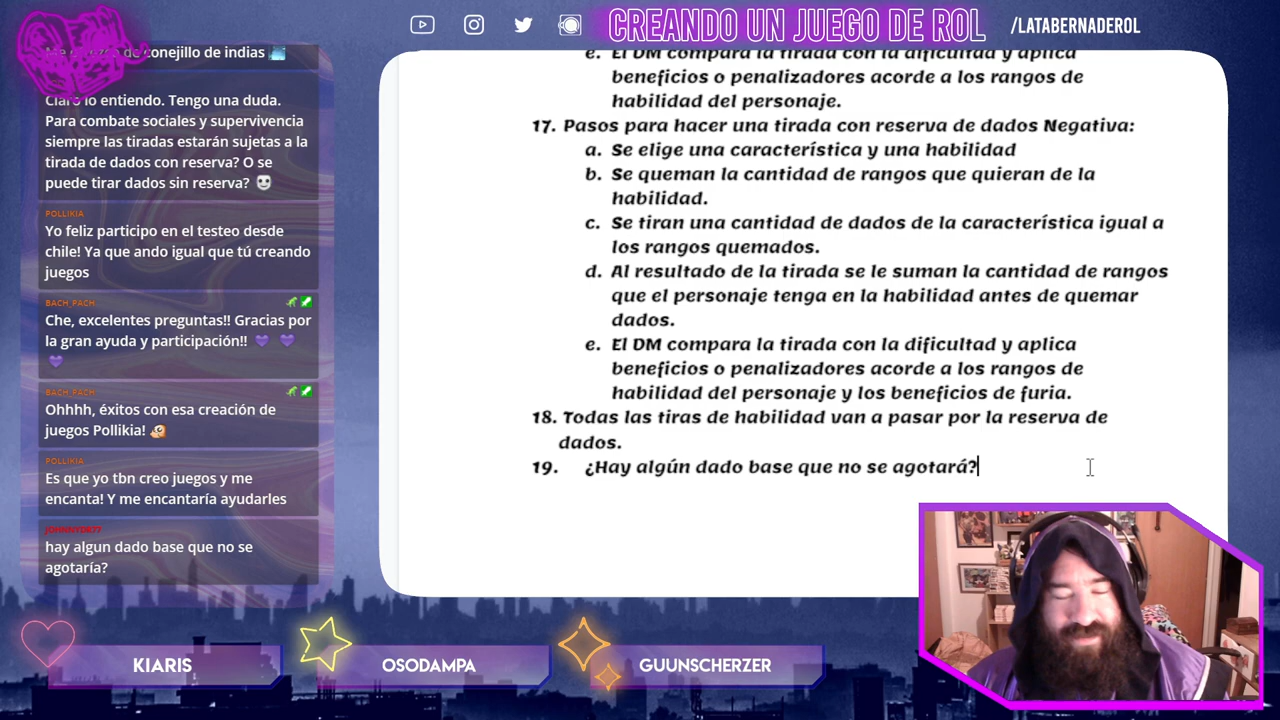 CREANDO UN JUEGO DE ROL
/LATABERNADEROL
conejillo de indias
Claro lo entiendo. Tengo una duda.
Para combate sociales y supervivencia
siempre las tiradas estarán sujetas a la
tirada de dados con reserva? O se
puede tirar dados sin reserva?
POLLIKIA
Yo feliz participo en el testeo desde
chile! Ya que ando igual que tú creando
juegos
BACH_PACH
Che, excelentes preguntas!! Gracias por
la gran ayuda y participación!!
BACH_PACH
Ohhhh, éxitos con esa creación de
juegos Pollikia!
POLLIKIA
Es que yo tbn creo juegos y me
encanta! Y me encantaría ayudarles
hay algun dado base que no se
agotaría?
e. El DM compara la tirada con la dificultad y aplica
beneficios o penalizadores acorde a los rangos de
habilidad del personaje.
17. Pasos para hacer una tirada con reserva de dados Negativa:
a. Se elige una característica y una habilidad
b. Se queman la cantidad de rangos que quieran de la
habilidad.
c. Se tiran una cantidad de dados de la característica igual a
los rangos quemados.
d. Al resultado de la tirada se le suman la cantidad de rangos
que el personaje tenga en la habilidad antes de quemar
dados.
e. El DM compara la tirada con la dificultad y aplica
beneficios o penalizadores acorde a los rangos de
habilidad del personaje y los beneficios de furia.
18. Todas las tiras de habilidad van a pasar por la reserva de
dados.
19. ¿Hay algún dado base que no se agotará?
KIARIS
OSODAMPA
GUUNSCHERZER